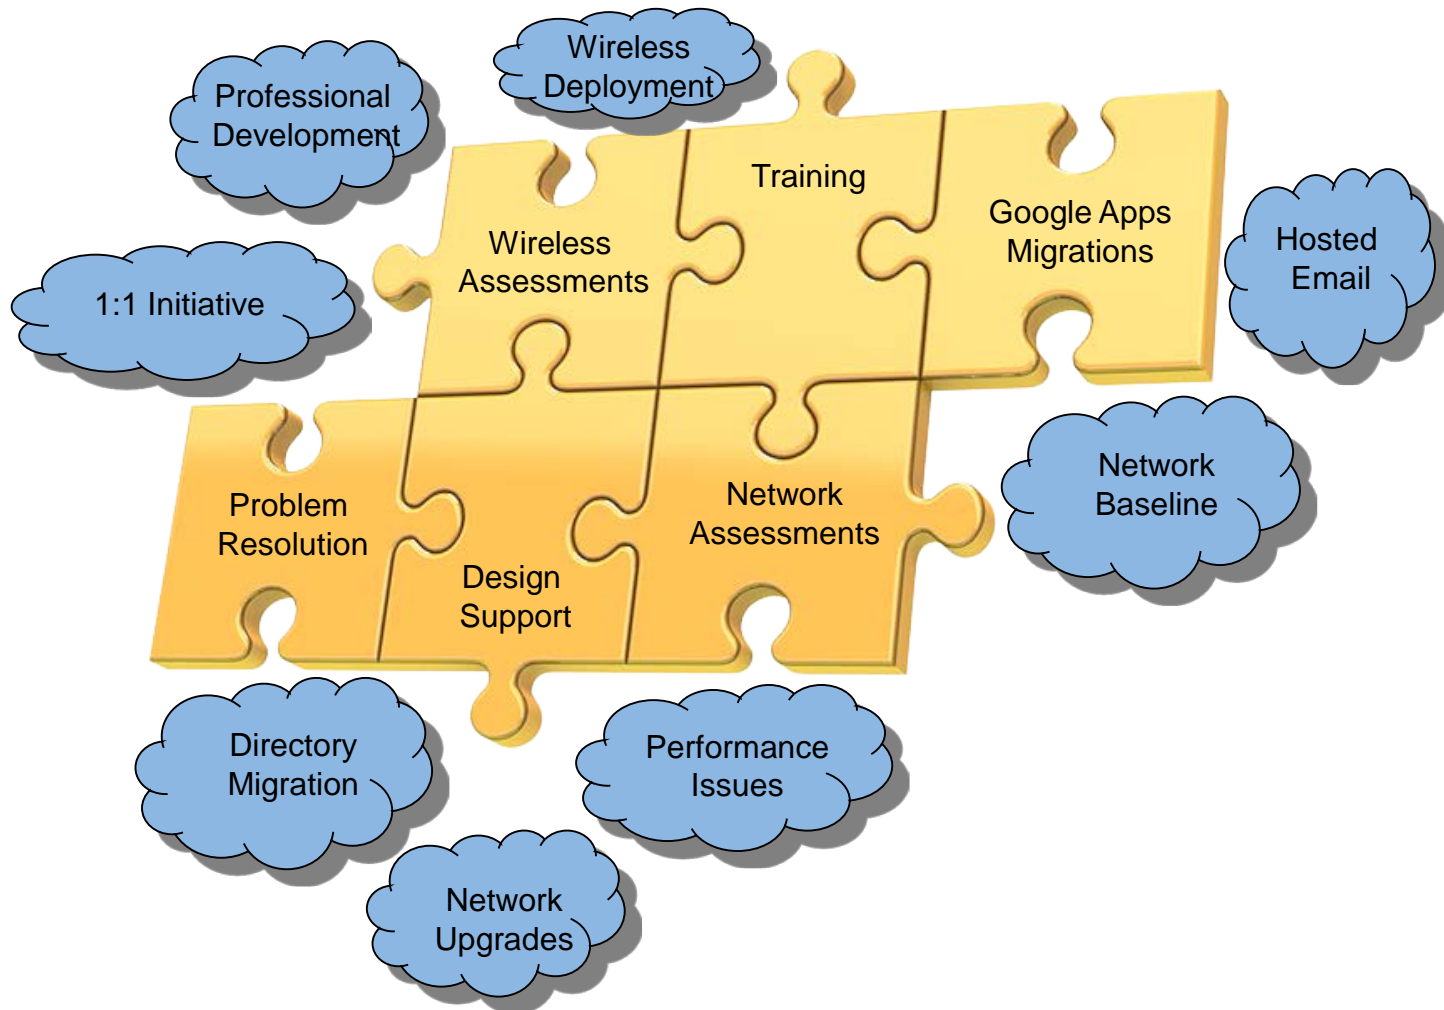 Wireless
Deployment
Professional
Development
Training
Google Apps
Migrations
Wireless
Assessments
Hosted
Email
1:1 Initiative
Network
Baseline
Network
Assessments
Problem
Resolution
Design
Support
Directory
Migration
Performance
Issues
Network
Upgrades